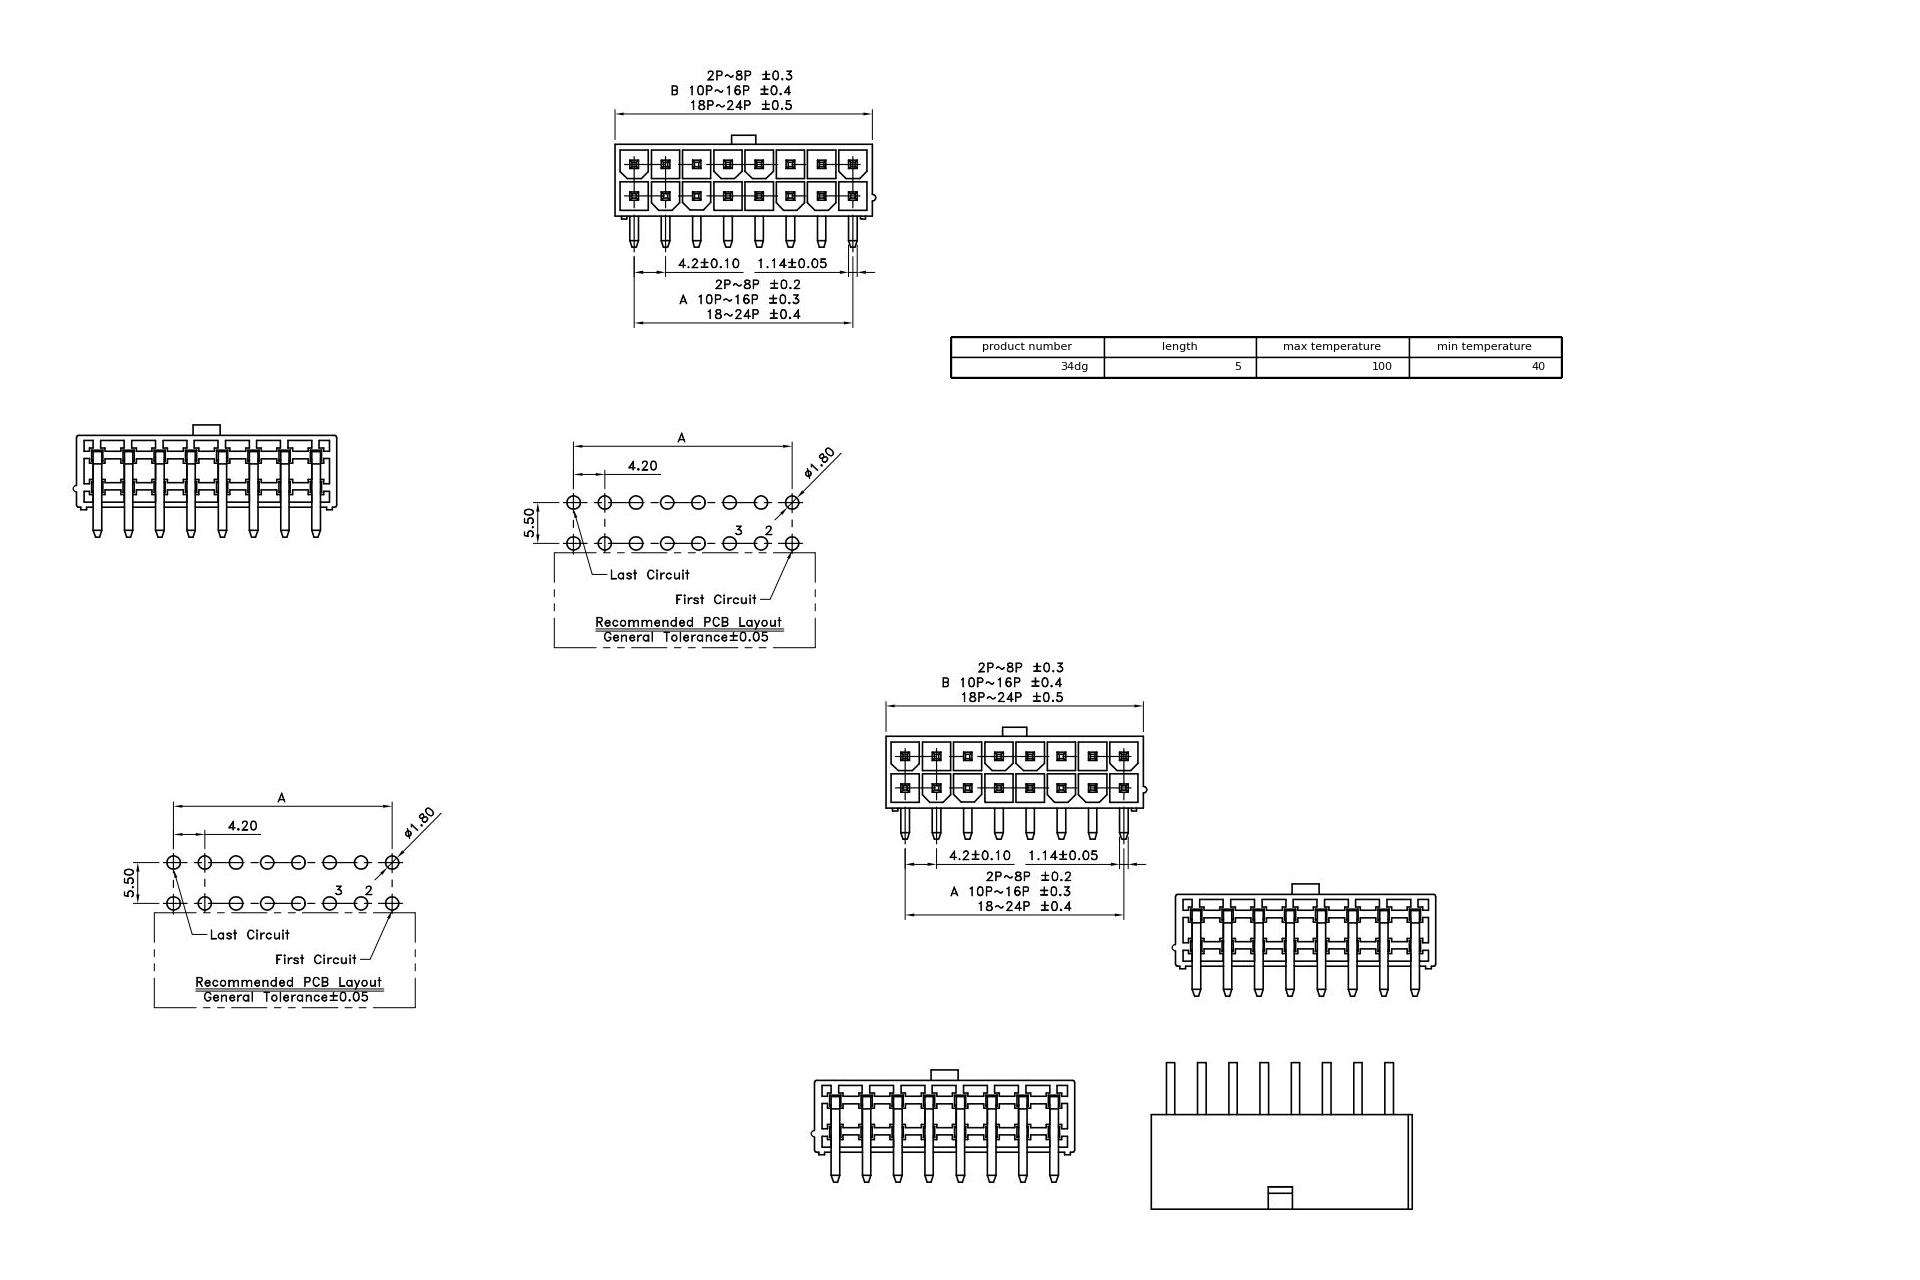 2P~8P ±0.3
B 10P~16P ±0.4
18P~24P ±0.5
4.2±0.10 1.14±0.05
2P~8P ±0.2
A 10P~16P ±0.3
18~24P ±0.4
product number length max temperature min temperature
34dg 5 100 40
A
4.20
ø1.80
5.50
3 2
Last Circuit
First Circuit
Recommended PCB Layout
General Tolerance±0.05
2P~8P ±0.3
B 10P~16P ±0.4
18P~24P ±0.5
4.2±0.10 1.14±0.05
2P~8P ±0.2
A 10P~16P ±0.3
18~24P ±0.4
A
4.20
ø1.80
5.50
3 2
Last Circuit
First Circuit
Recommended PCB Layout
General Tolerance±0.05